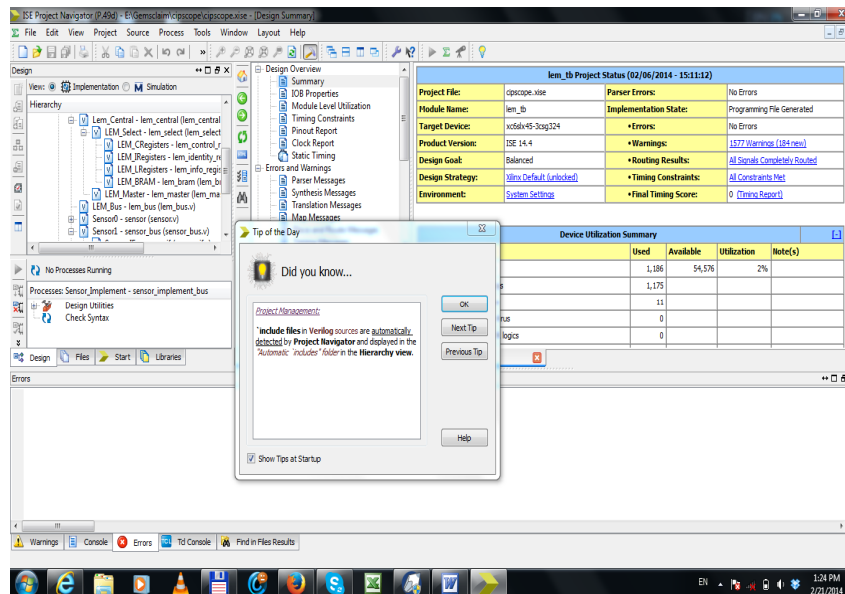 ISE Project Navigator (P.49d) - E:\Gemsclaim\cipscope\cipscope.xise - [Design Summary]
File Edit View Project Source Process Tools Window Layout Help
Design
View: Implementation Simulation
Hierarchy
Lem_Central - lem_central (lem_central
LEM_Select - lem_select (lem_select
LEM_CRegisters - lem_control_r
LEM_IRegisters - lem_identity_re
LEM_LRegisters - lem_info_regis
LEM_BRAM - lem_bram (lem_br
LEM_Master - lem_master (lem_ma
LEM_Bus - lem_bus (lem_bus.v)
Sensor0 - sensor (sensor.v)
Sensor1 - sensor_bus (sensor_bus.v)
No Processes Running
Processes: Sensor_Implement - sensor_implement_bus
Design Utilities
Check Syntax
Design Files Start Libraries
Design Overview
Summary
IOB Properties
Module Level Utilization
Timing Constraints
Pinout Report
Clock Report
Static Timing
Errors and Warnings
Parser Messages
Synthesis Messages
Translation Messages
Map Messages
lem_tb Project Status (02/06/2014 - 15:11:12)
Project File: cipscope.xise Parser Errors: No Errors
Module Name: lem_tb Implementation State: Programming File Generated
Target Device: xc6slx45-3csg324 •Errors: No Errors
Product Version: ISE 14.4 •Warnings: 1577 Warnings (184 new)
Design Goal: Balanced •Routing Results: All Signals Completely Routed
Design Strategy: Xilinx Default (unlocked) •Timing Constraints: All Constraints Met
Environment: System Settings •Final Timing Score: 0 (Timing Report)
Device Utilization Summary [-]
Used Available Utilization Note(s)
1,186 54,576 2%
1,175
11
0
logics 0
Tip of the Day
Did you know...
Project Management:
`include files in Verilog sources are automatically
detected by Project Navigator and displayed in the
"Automatic `includes" folder in the Hierarchy view.
OK
Next Tip
Previous Tip
Help
Show Tips at Startup
Errors
Warnings Console Errors Tcl Console Find in Files Results
EN 1:24 PM
2/21/2014